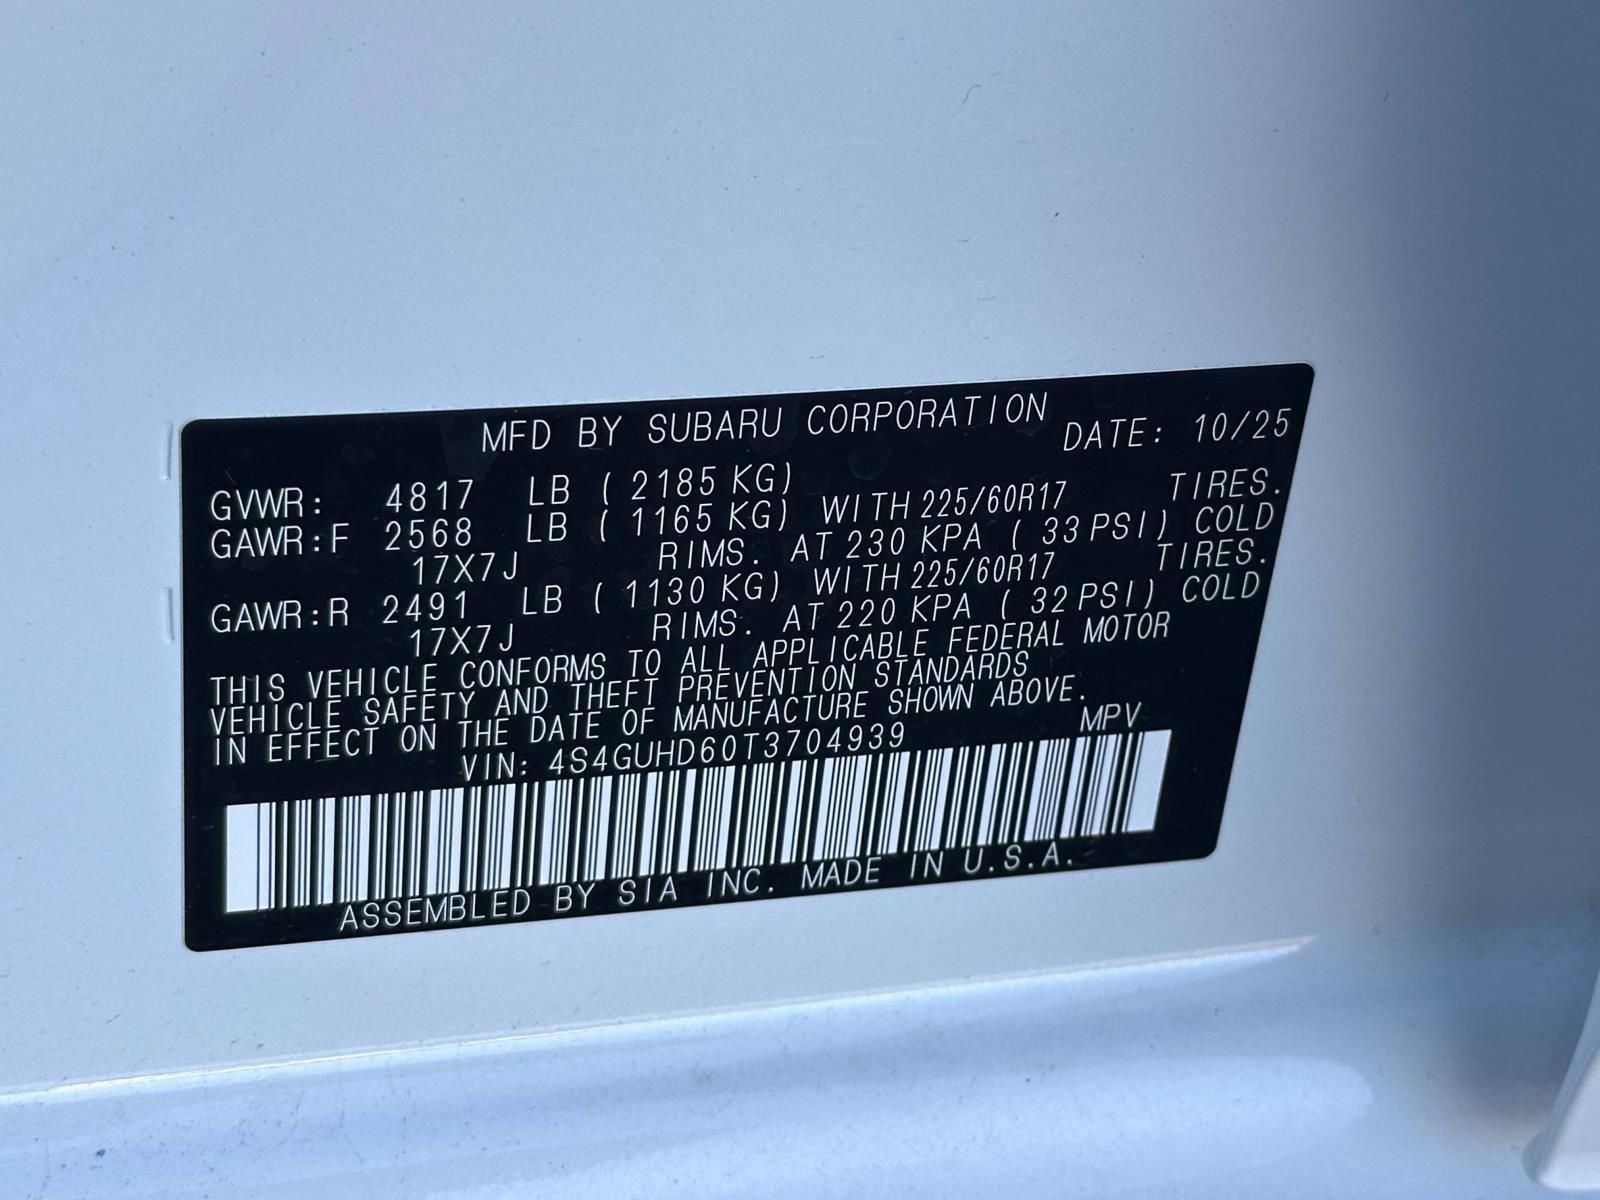 MFD BY SUBARU CORPORATION DATE: 10/25
GVWR: 4817 LB ( 2185 KG)
GAWR:F 2568 LB ( 1165 KG) WITH 225/60R17 TIRES.
17X7J RIMS. AT 230 KPA ( 33 PSI) COLD
GAWR:R 2491 LB ( 1130 KG) WITH 225/60R17 TIRES.
17X7J RIMS. AT 220 KPA ( 32 PSI) COLD
THIS VEHICLE CONFORMS TO ALL APPLICABLE FEDERAL MOTOR
VEHICLE SAFETY AND THEFT PREVENTION STANDARDS
IN EFFECT ON THE DATE OF MANUFACTURE SHOWN ABOVE.
VIN: 4S4GUHD60T3704939 MPV
ASSEMBLED BY SIA INC. MADE IN U.S.A.